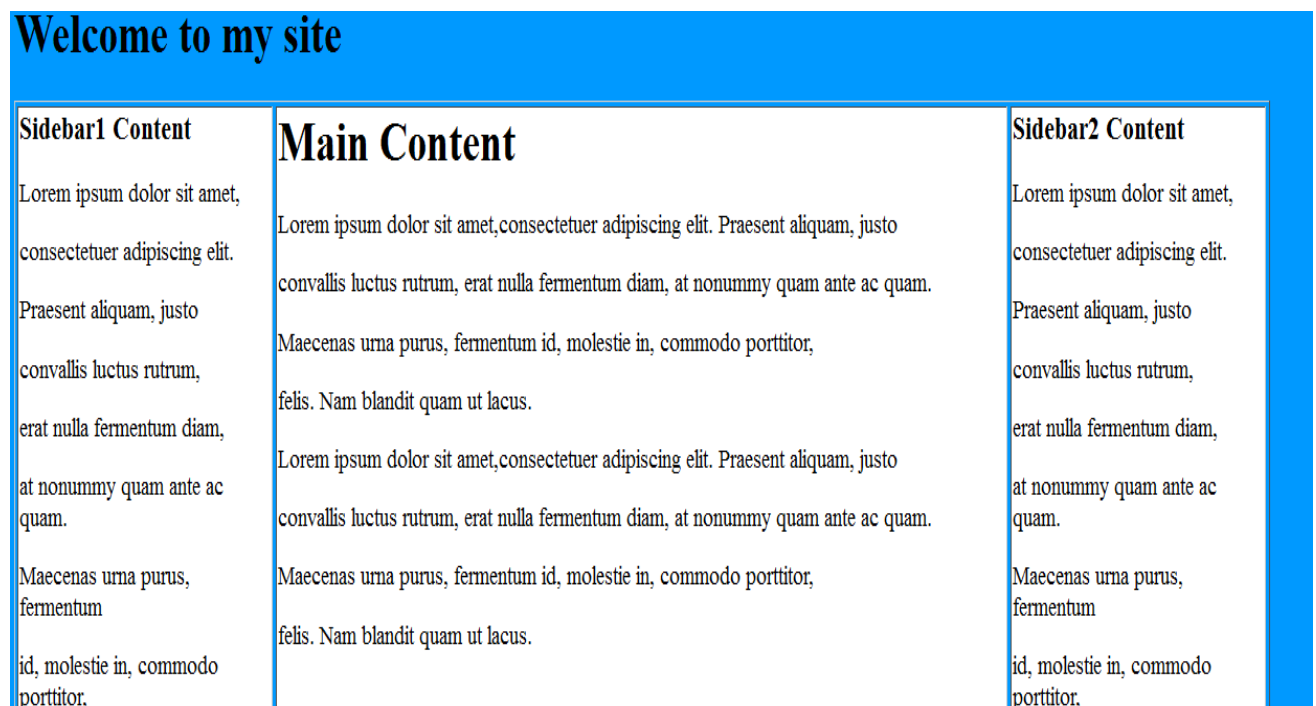 Welcome to my site
Sidebar1 Content
Lorem ipsum dolor sit amet,
consectetuer adipiscing elit.
Praesent aliquam, justo
convallis luctus rutrum,
erat nulla fermentum diam,
at nonummy quam ante ac
quam.
Maecenas urna purus,
fermentum
id, molestie in, commodo
porttitor,
Main Content
Lorem ipsum dolor sit amet,consectetuer adipiscing elit. Praesent aliquam, justo
convallis luctus rutrum, erat nulla fermentum diam, at nonummy quam ante ac quam.
Maecenas urna purus, fermentum id, molestie in, commodo porttitor,
felis. Nam blandit quam ut lacus.
Lorem ipsum dolor sit amet,consectetuer adipiscing elit. Praesent aliquam, justo
convallis luctus rutrum, erat nulla fermentum diam, at nonummy quam ante ac quam.
Maecenas urna purus, fermentum id, molestie in, commodo porttitor,
felis. Nam blandit quam ut lacus.
Sidebar2 Content
Lorem ipsum dolor sit amet,
consectetuer adipiscing elit.
Praesent aliquam, justo
convallis luctus rutrum,
erat nulla fermentum diam,
at nonummy quam ante ac
quam.
Maecenas urna purus,
fermentum
id, molestie in, commodo
porttitor,